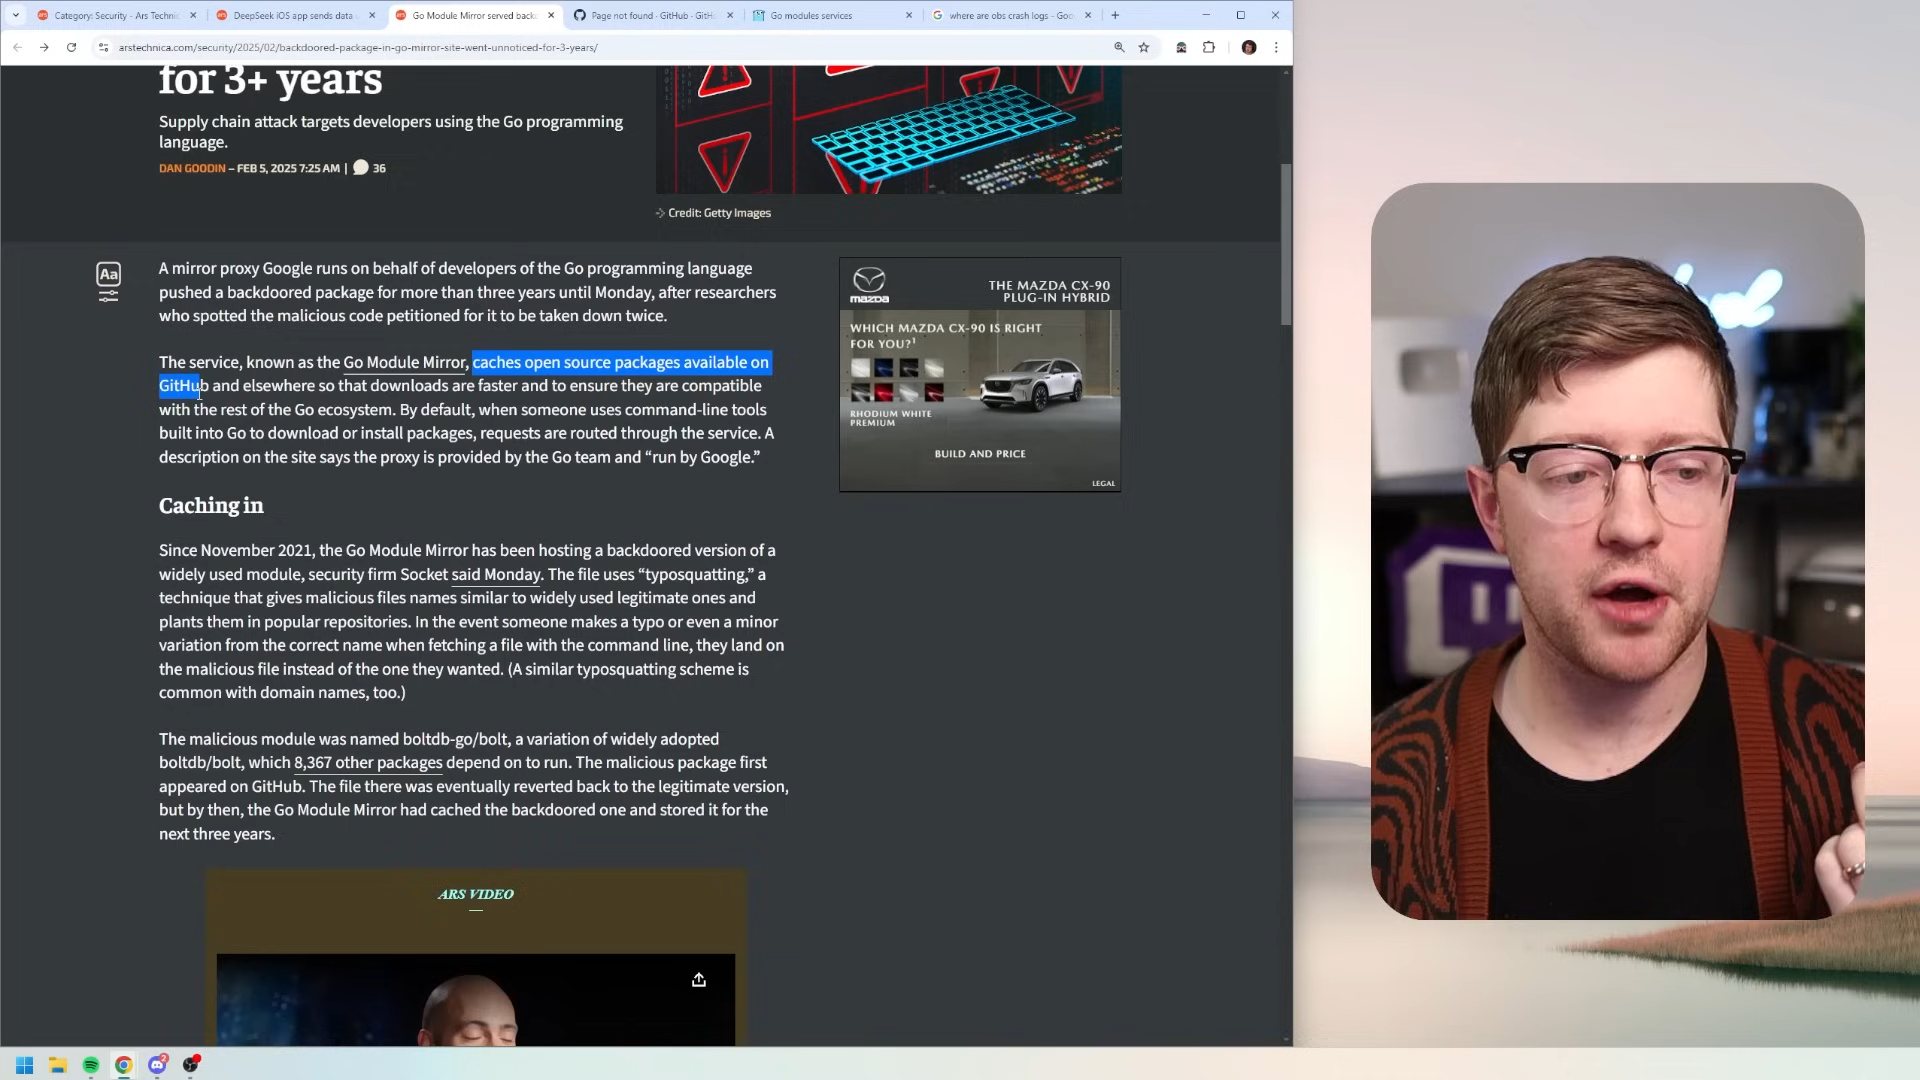 Category: Security - Ars Techni
DeepSeek iOS app sends data
Go Module Mirror served back
Page not found · GitHub · GitH
Go modules services
where are obs crash logs - Goo
arstechnica.com/security/2025/02/backdoored-package-in-go-mirror-site-went-unnoticed-for-3-years/
for 3+ years
Supply chain attack targets developers using the Go programming
language.
DAN GOODIN – FEB 5, 2025 7:25 AM | 36
Credit: Getty Images
Aa
A mirror proxy Google runs on behalf of developers of the Go programming language
pushed a backdoored package for more than three years until Monday, after researchers
who spotted the malicious code petitioned for it to be taken down twice.
The service, known as the Go Module Mirror, caches open source packages available on
GitHub and elsewhere so that downloads are faster and to ensure they are compatible
with the rest of the Go ecosystem. By default, when someone uses command-line tools
built into Go to download or install packages, requests are routed through the service. A
description on the site says the proxy is provided by the Go team and “run by Google.”
mazda
THE MAZDA CX-90
PLUG-IN HYBRID
WHICH MAZDA CX-90 IS RIGHT
FOR YOU?1
RHODIUM WHITE
PREMIUM
BUILD AND PRICE
LEGAL
Caching in
Since November 2021, the Go Module Mirror has been hosting a backdoored version of a
widely used module, security firm Socket said Monday. The file uses “typosquatting,” a
technique that gives malicious files names similar to widely used legitimate ones and
plants them in popular repositories. In the event someone makes a typo or even a minor
variation from the correct name when fetching a file with the command line, they land on
the malicious file instead of the one they wanted. (A similar typosquatting scheme is
common with domain names, too.)
The malicious module was named boltdb-go/bolt, a variation of widely adopted
boltdb/bolt, which 8,367 other packages depend on to run. The malicious package first
appeared on GitHub. The file there was eventually reverted back to the legitimate version,
but by then, the Go Module Mirror had cached the backdoored one and stored it for the
next three years.
ARS VIDEO
2